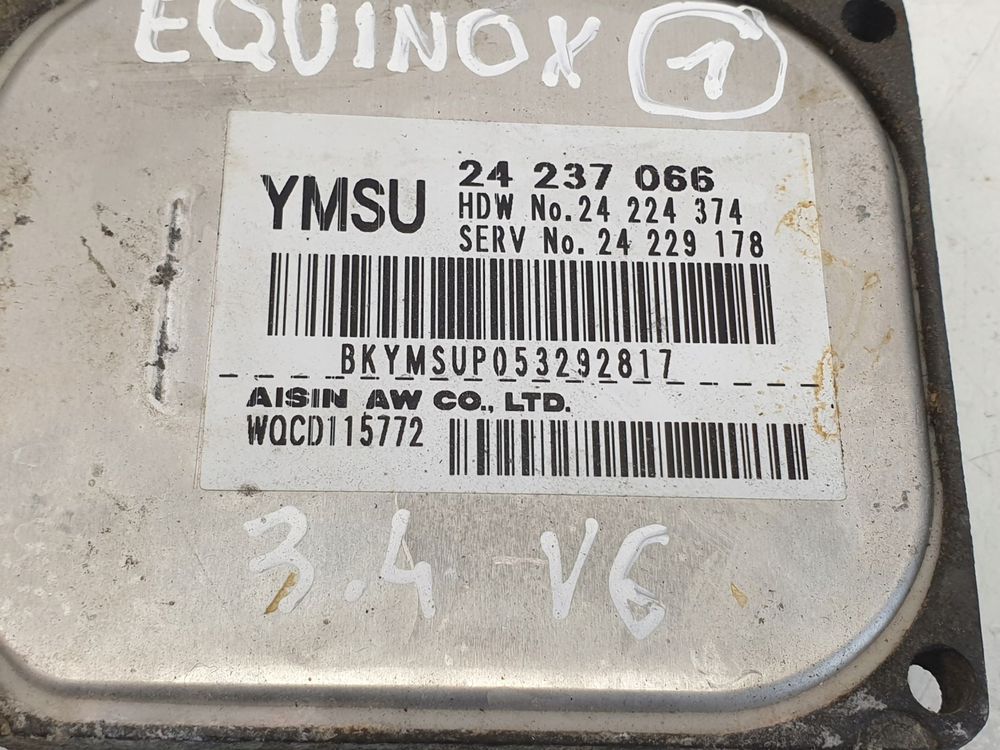 EQUINOX 1
YMSU
24 237 066
HDW No.24 224 374
SERV No. 24 229 178
BKYMSUP053292817
AISIN AW CO., LTD.
WQCD115772
3.4 V6